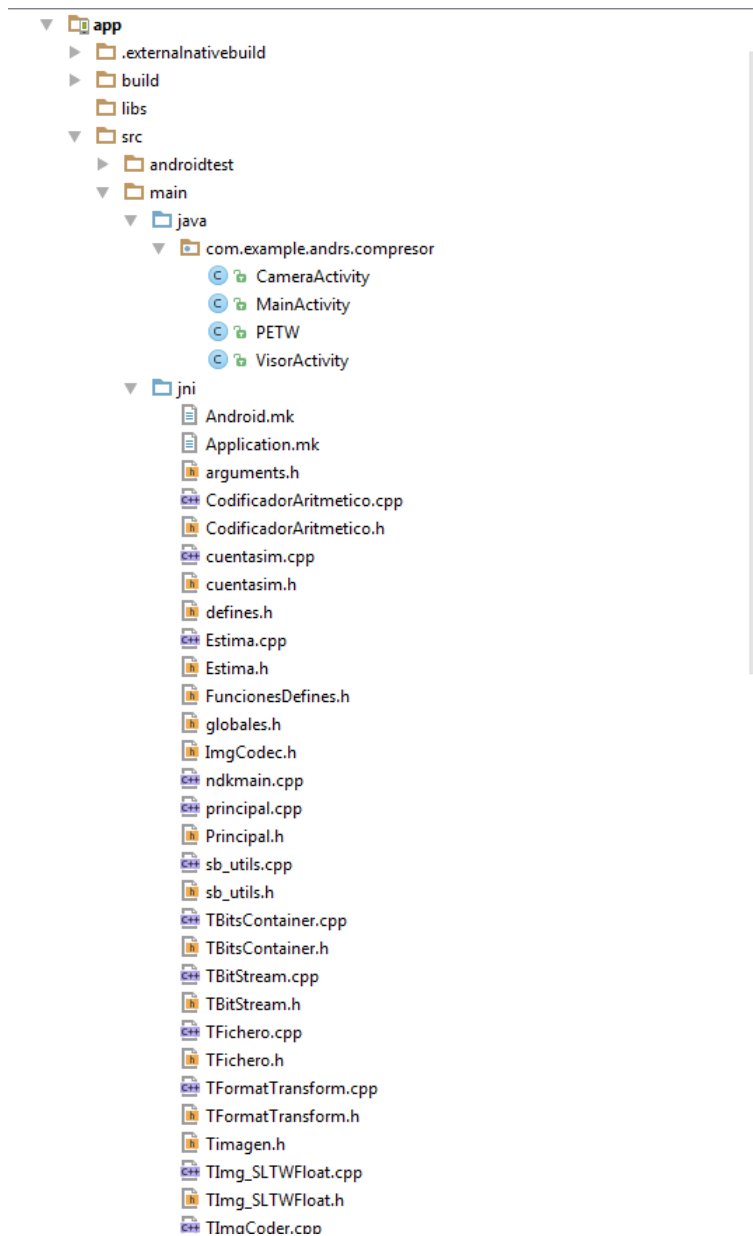 app
.externalnativebuild
build
libs
src
androidtest
main
java
com.example.andrs.compresor
C CameraActivity
C MainActivity
C PETW
C VisorActivity
jni
Android.mk
Application.mk
h arguments.h
C++ CodificadorAritmetico.cpp
h CodificadorAritmetico.h
C++ cuentasim.cpp
h cuentasim.h
h defines.h
C++ Estima.cpp
h Estima.h
h FuncionesDefines.h
h globales.h
h ImgCodec.h
C++ ndkmain.cpp
C++ principal.cpp
h Principal.h
C++ sb_utils.cpp
h sb_utils.h
C++ TBitsContainer.cpp
h TBitsContainer.h
C++ TBitStream.cpp
h TBitStream.h
C++ TFichero.cpp
h TFichero.h
C++ TFormatTransform.cpp
h TFormatTransform.h
h Timagen.h
C++ TImg_SLTWFloat.cpp
h TImg_SLTWFloat.h
C++ TImgCoder.cpp